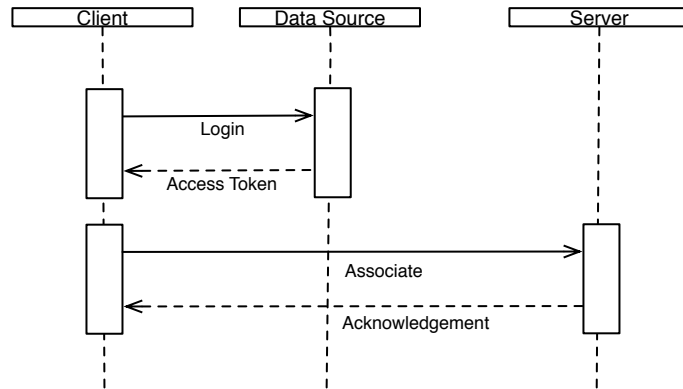 Client
Data Source
Server
Login
Access Token
Associate
Acknowledgement